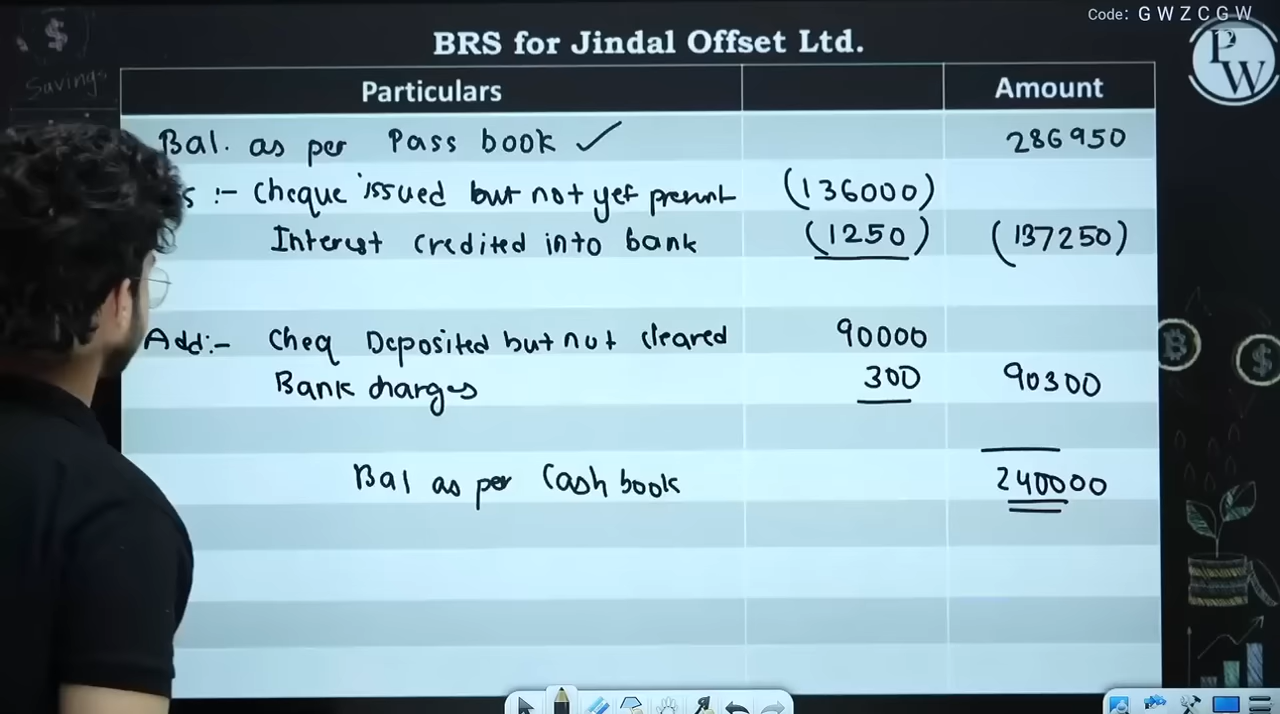 Code: G W Z C G W
BRS for Jindal Offset Ltd.
PW
Savings
Particulars Amount
Bal. as per Pass book ✓ 286950
s :- Cheque issued but not yet present (136000)
Interest credited into bank (1250) (137250)
Add:- Cheq Deposited but not cleared 90000
Bank charges 300 90300
Bal as per Cash book 240000